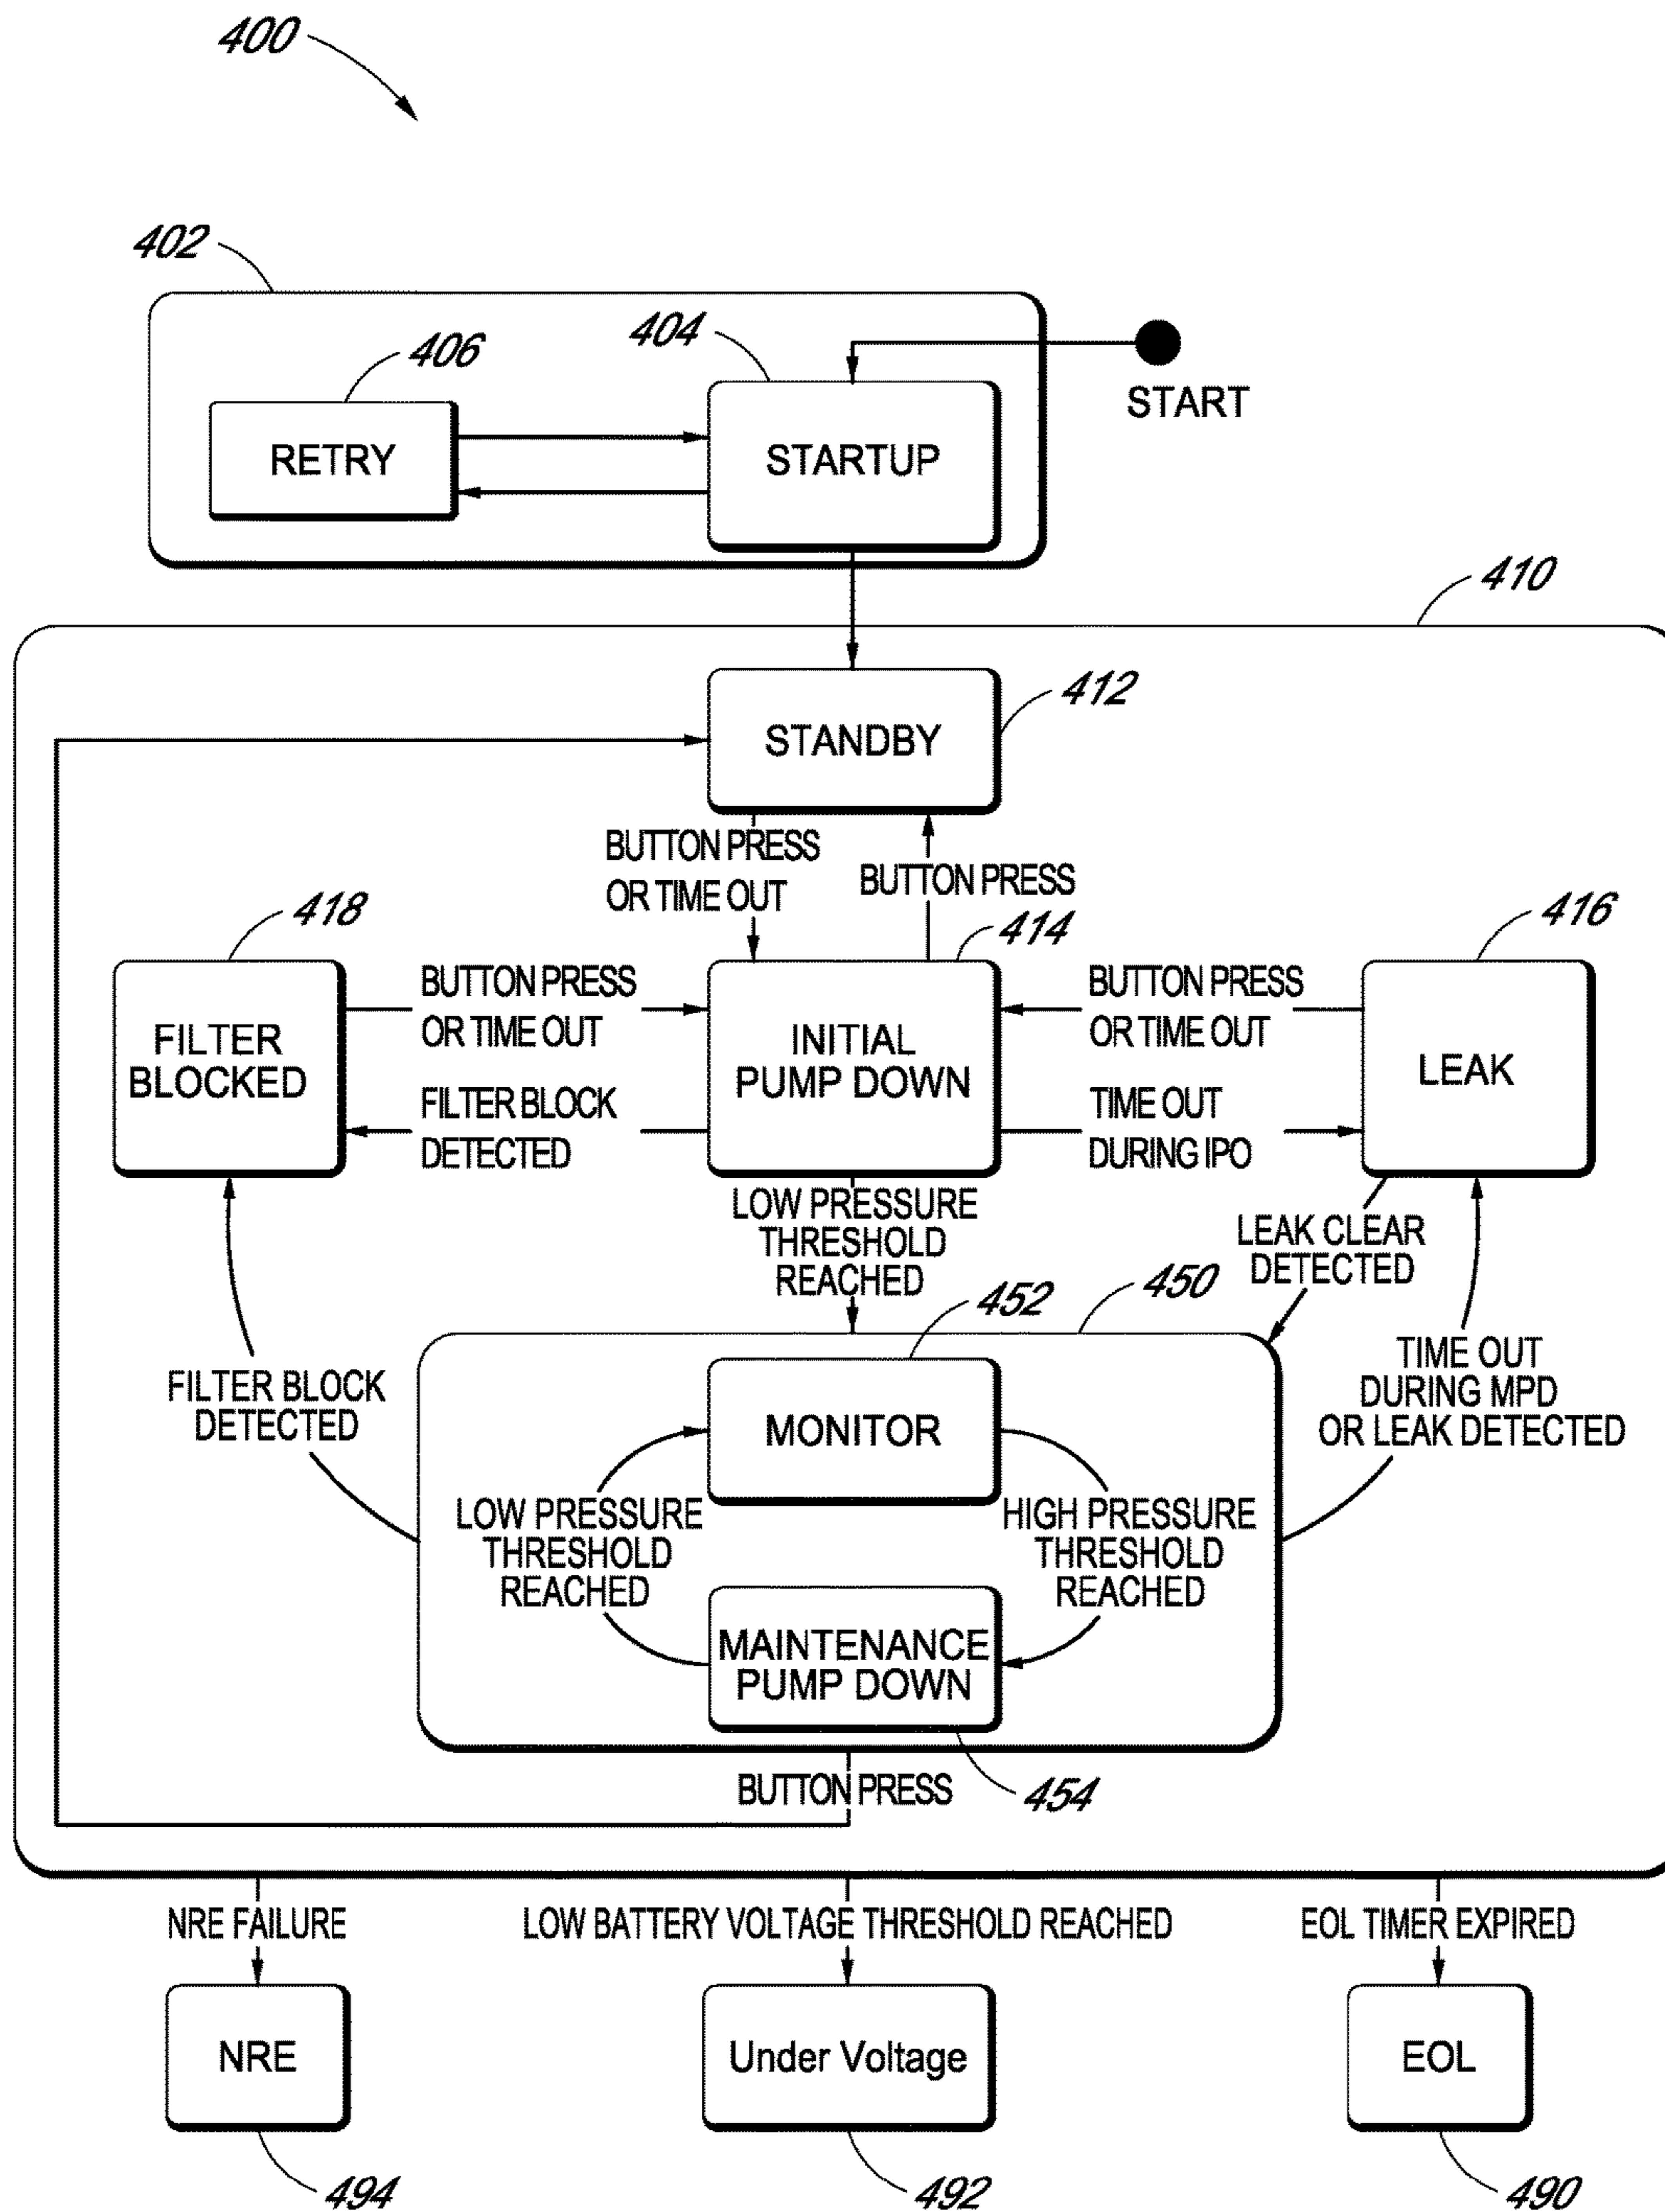 400
402
404
406
START
RETRY
STARTUP
410
412
STANDBY
BUTTON PRESS
OR TIME OUT
BUTTON PRESS
418
414
416
FILTER
BLOCKED
BUTTON PRESS
OR TIME OUT
INITIAL
PUMP DOWN
BUTTON PRESS
OR TIME OUT
LEAK
FILTER BLOCK
DETECTED
TIME OUT
DURING IPO
LOW PRESSURE
THRESHOLD
REACHED
LEAK CLEAR
DETECTED
452
450
FILTER BLOCK
DETECTED
MONITOR
TIME OUT
DURING MPD
OR LEAK DETECTED
LOW PRESSURE
THRESHOLD
REACHED
HIGH PRESSURE
THRESHOLD
REACHED
MAINTENANCE
PUMP DOWN
BUTTON PRESS
454
NRE FAILURE
LOW BATTERY VOLTAGE THRESHOLD REACHED
EOL TIMER EXPIRED
NRE
Under Voltage
EOL
494
492
490